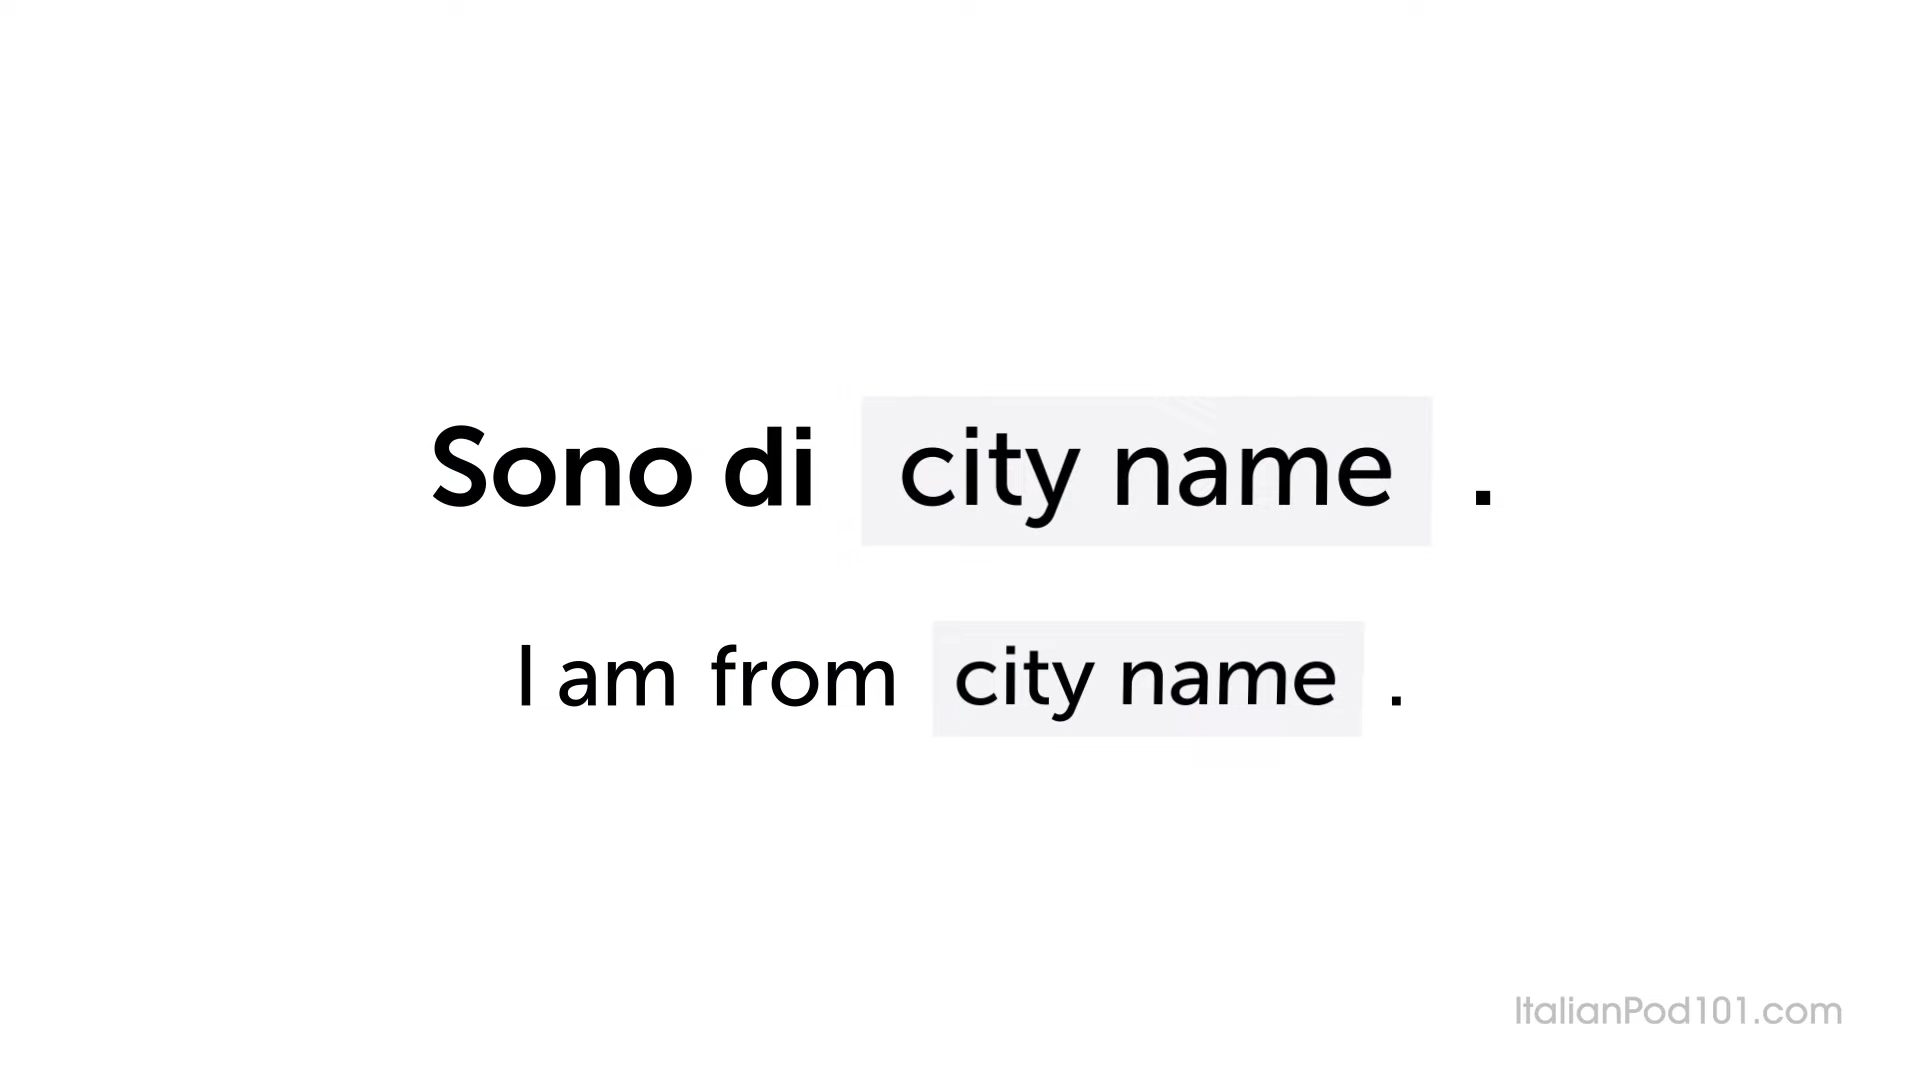 Sono di city name .
I am from city name .
ItalianPod101.com